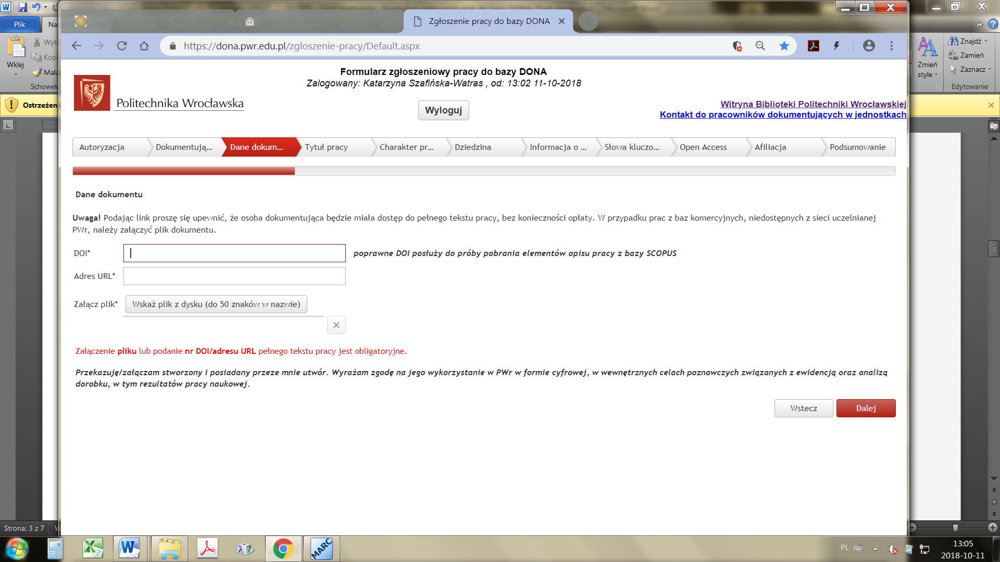 Zgłoszenie pracy do bazy DONA
Plik
https://dona.pwr.edu.pl/zgloszenie-pracy/Default.aspx
Wklej
Schowek
Znajdź
Zamień
Zaznacz
Zmień
style
Edytowanie
Formularz zgłoszeniowy pracy do bazy DONA
Zalogowany: Katarzyna Szafińska-Watras , od: 13:02 11-10-2018
Politechnika Wrocławska
Wyloguj
Witryna Biblioteki Politechniki Wrocławskiej
Kontakt do pracowników dokumentujących w jednostkach
Autoryzacja
Dokumentują...
Dane dokum...
Tytuł pracy
Charakter pr...
Dziedzina
Informacja o ...
Słowa kluczo...
Open Access
Afiliacja
Podsumowanie
Dane dokumentu
Uwaga! Podając link proszę się upewnić, że osoba dokumentująca będzie miała dostęp do pełnego tekstu pracy, bez konieczności opłaty. W przypadku prac z baz komercyjnych, niedostępnych z sieci uczelnianej
PWr, należy załączyć plik dokumentu.
DOI*
poprawne DOI posłuży do próby pobrania elementów opisu pracy z bazy SCOPUS
Adres URL*
Załącz plik*
Wskaż plik z dysku (do 50 znaków w nazwie)
Załączenie pliku lub podanie nr DOI/adresu URL pełnego tekstu pracy jest obligatoryjne.
Przekazuję/załączam stworzony i posiadany przeze mnie utwór. Wyrażam zgodę na jego wykorzystanie w PWr w formie cyfrowej, w wewnętrznych celach poznawczych związanych z ewidencją oraz analizą
dorobku, w tym rezultatów pracy naukowej.
Wstecz
Dalej
Strona: 3 z 7
MARC
PL
13:05
2018-10-11